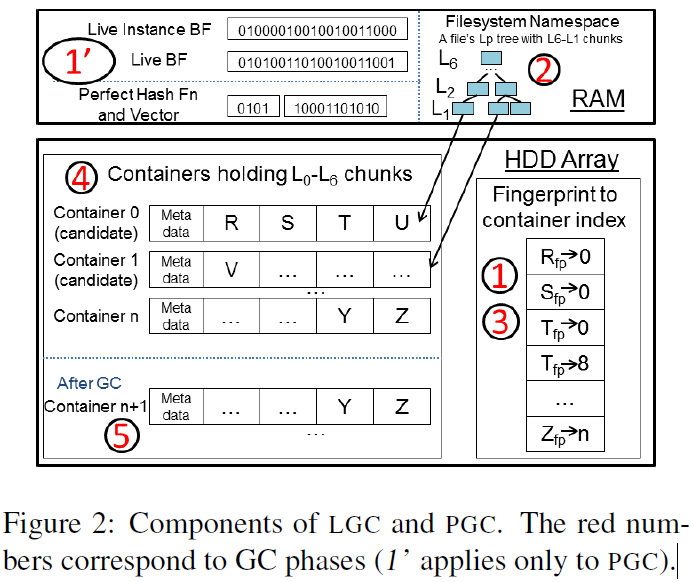 Live Instance BF 01000010010010011000
Live BF 01010011010010011001
1’
Perfect Hash Fn
and Vector
0101 10001101010
Filesystem Namespace
A file's Lp tree with L6-L1 chunks
L6
...
2
L2
L1
RAM
HDD Array
4 Containers holding L0-L6 chunks
Container 0
(candidate)
Meta
data
R S T U
Container 1
(candidate)
Meta
data
V ... ... ...
...
Container n
Meta
data
... ... Y Z
After GC
Container n+1
Meta
data
... ... Y Z
5
...
Fingerprint to
container index
1
3
Rfp→0
Sfp→0
Tfp→0
Tfp→8
...
Zfp→n
Figure 2: Components of LGC and PGC. The red num-
bers correspond to GC phases (1’ applies only to PGC).